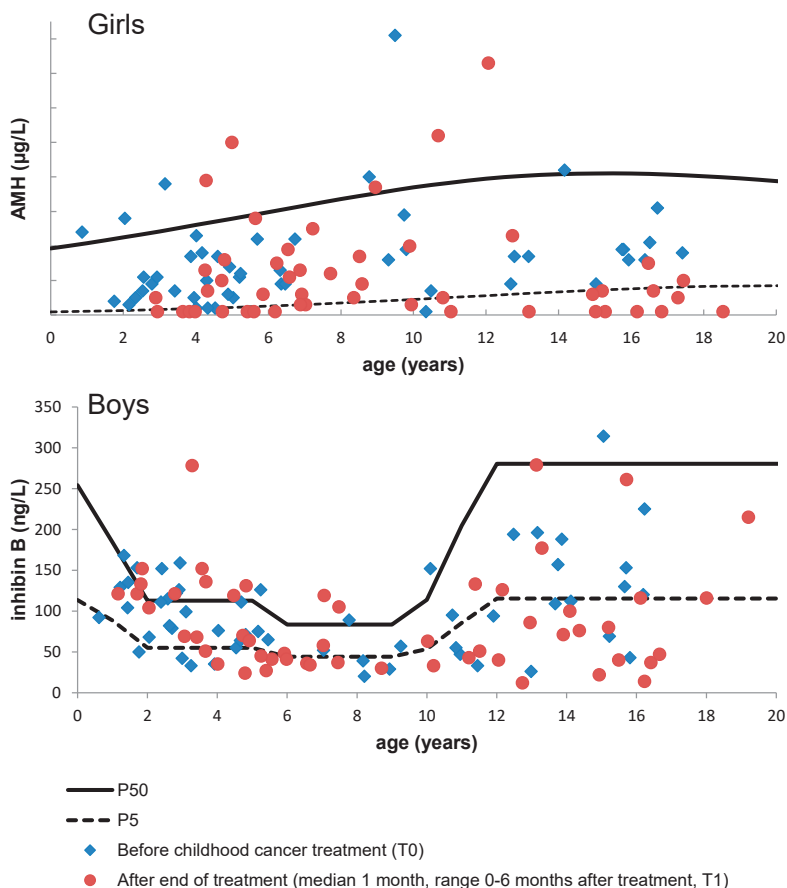 Girls
AMH (µg/L)
0 2 4 6 8 10 12 14 16 18 20
age (years)
Boys
350
300
250
200
150
100
50
0
inhibin B (ng/L)
0 2 4 6 8 10 12 14 16 18 20
age (years)
P50
P5
Before childhood cancer treatment (T0)
After end of treatment (median 1 month, range 0-6 months after treatment, T1)